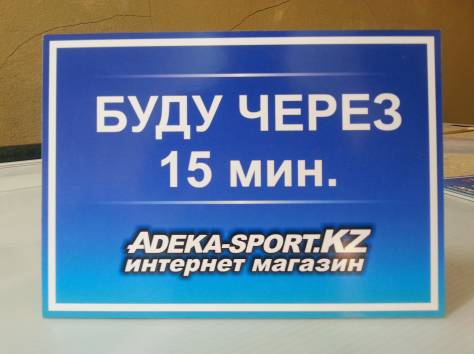 БУДУ ЧЕРЕЗ
15 мин.
ADEKA-SPORT.KZ
интернет магазин